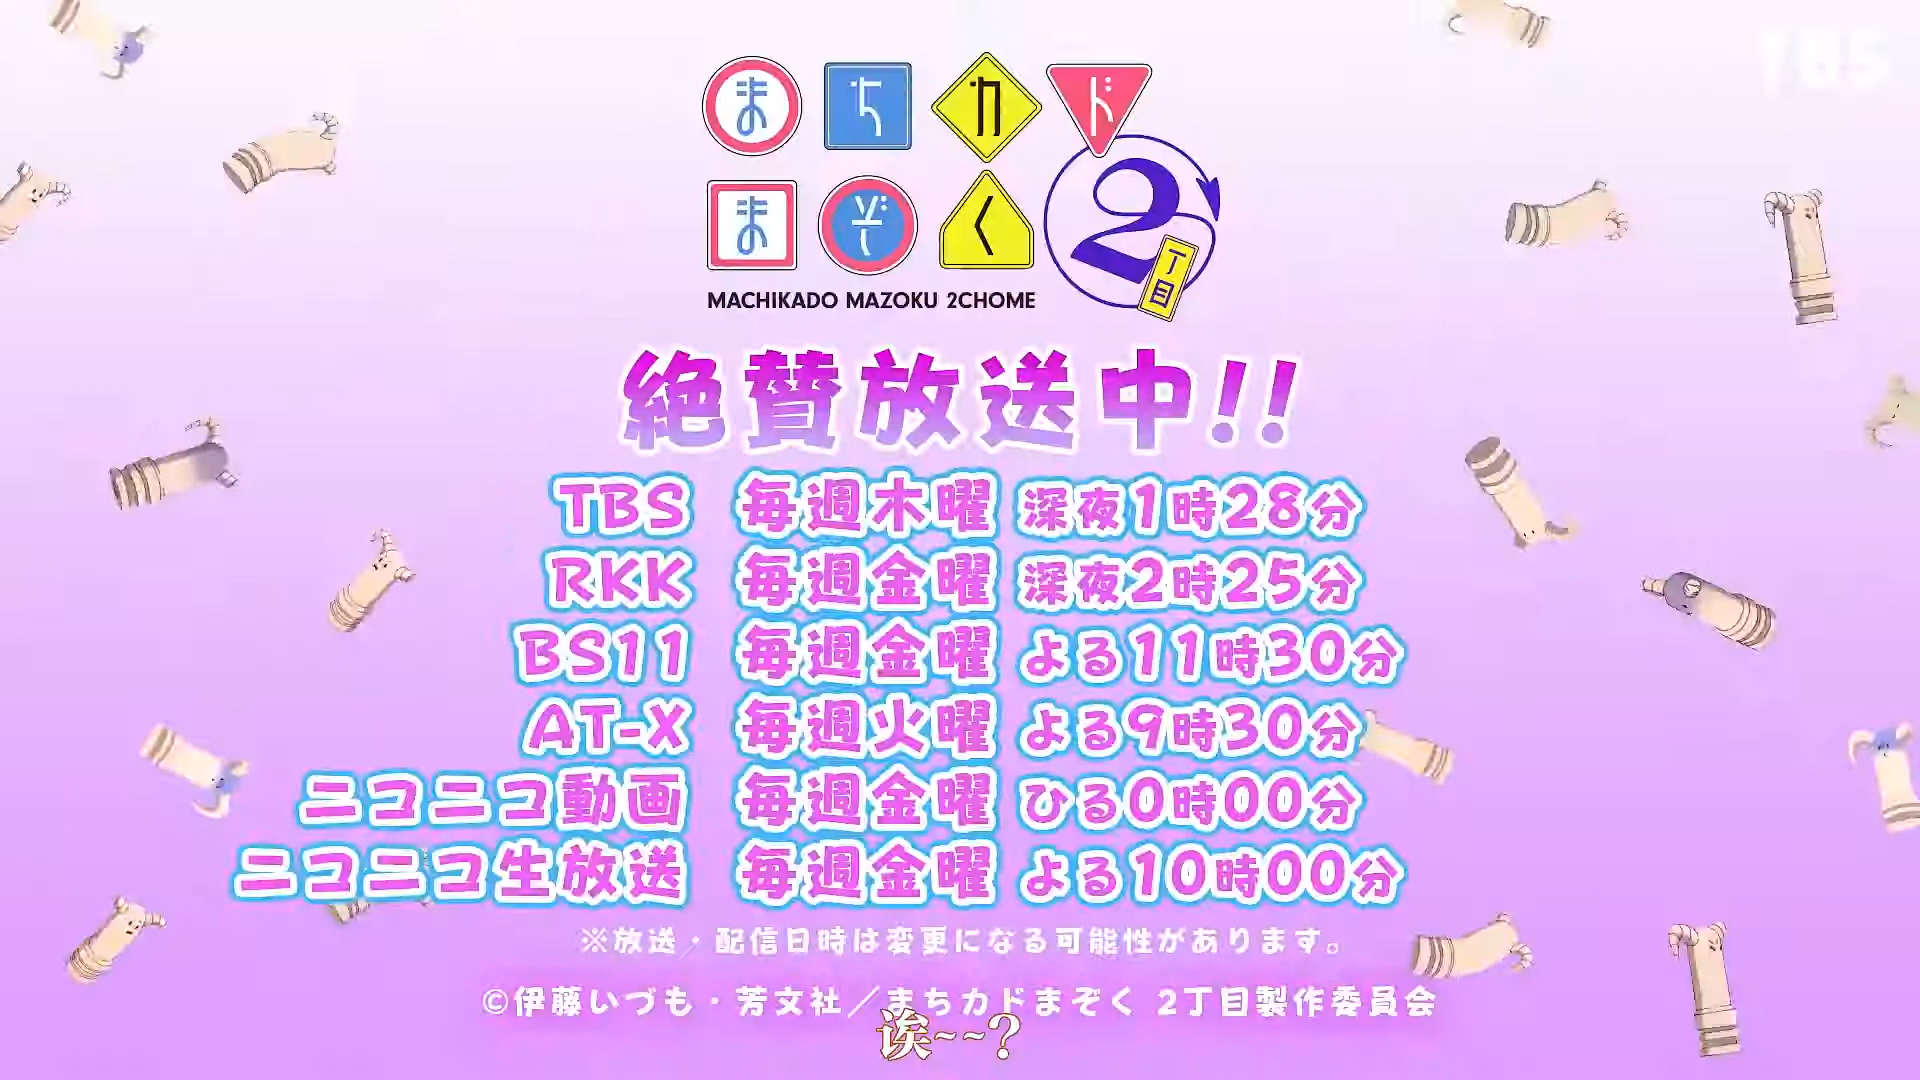 TBS
まちカド
まぞく2丁目
MACHIKADO MAZOKU 2CHOME
絶賛放送中!!
TBS 毎週木曜 深夜1時28分
RKK 毎週金曜 深夜2時25分
BS11 毎週金曜 よる11時30分
AT-X 毎週火曜 よる9時30分
ニコニコ動画 毎週金曜 ひる0時00分
ニコニコ生放送 毎週金曜 よる10時00分
※放送・配信日時は変更になる可能性があります。
©伊藤いづも・芳文社／まちカドまぞく 2丁目製作委員会
诶~~?